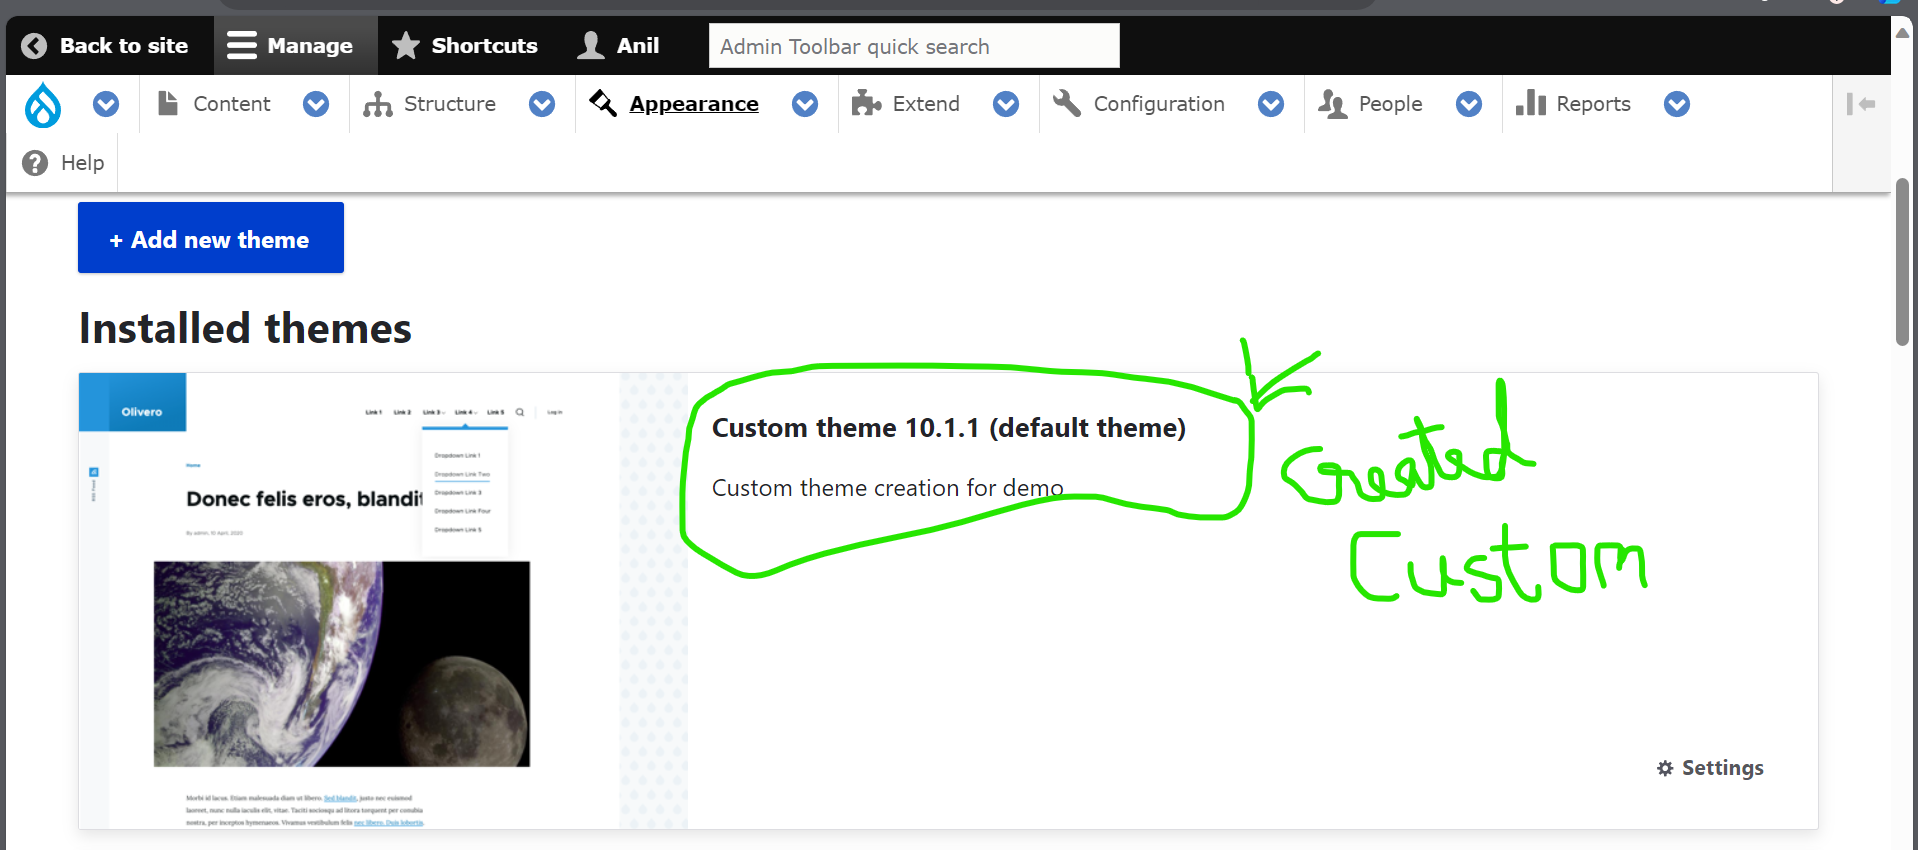 Back to site Manage Shortcuts Anil Admin Toolbar quick search
Content Structure Appearance Extend Configuration People Reports
Help
+ Add new theme
Installed themes
Olivero
Link 1 Link 2 Link 3 Link 4 Link 5 Log in
Dropdown Link 1
Home
Dropdown Link Two
Donec felis eros, blandit
Dropdown Link 3
Dropdown Link Four
By admin, 10 April, 2020
Dropdown Link 5
RSS Feed
Custom theme 10.1.1 (default theme)
Custom theme creation for demo
Created
Custom
Settings
Morbi id lacus. Etiam malesuada diam ut libero. Sed blandit, justo nec euismod
laoreet, nunc nulla iaculis elit, vitae. Taciti sociosqu ad litora torquent per conubia
nostra, per inceptos hymenaeos. Vivamus vestibulum felis nec libero. Duis lobortis.